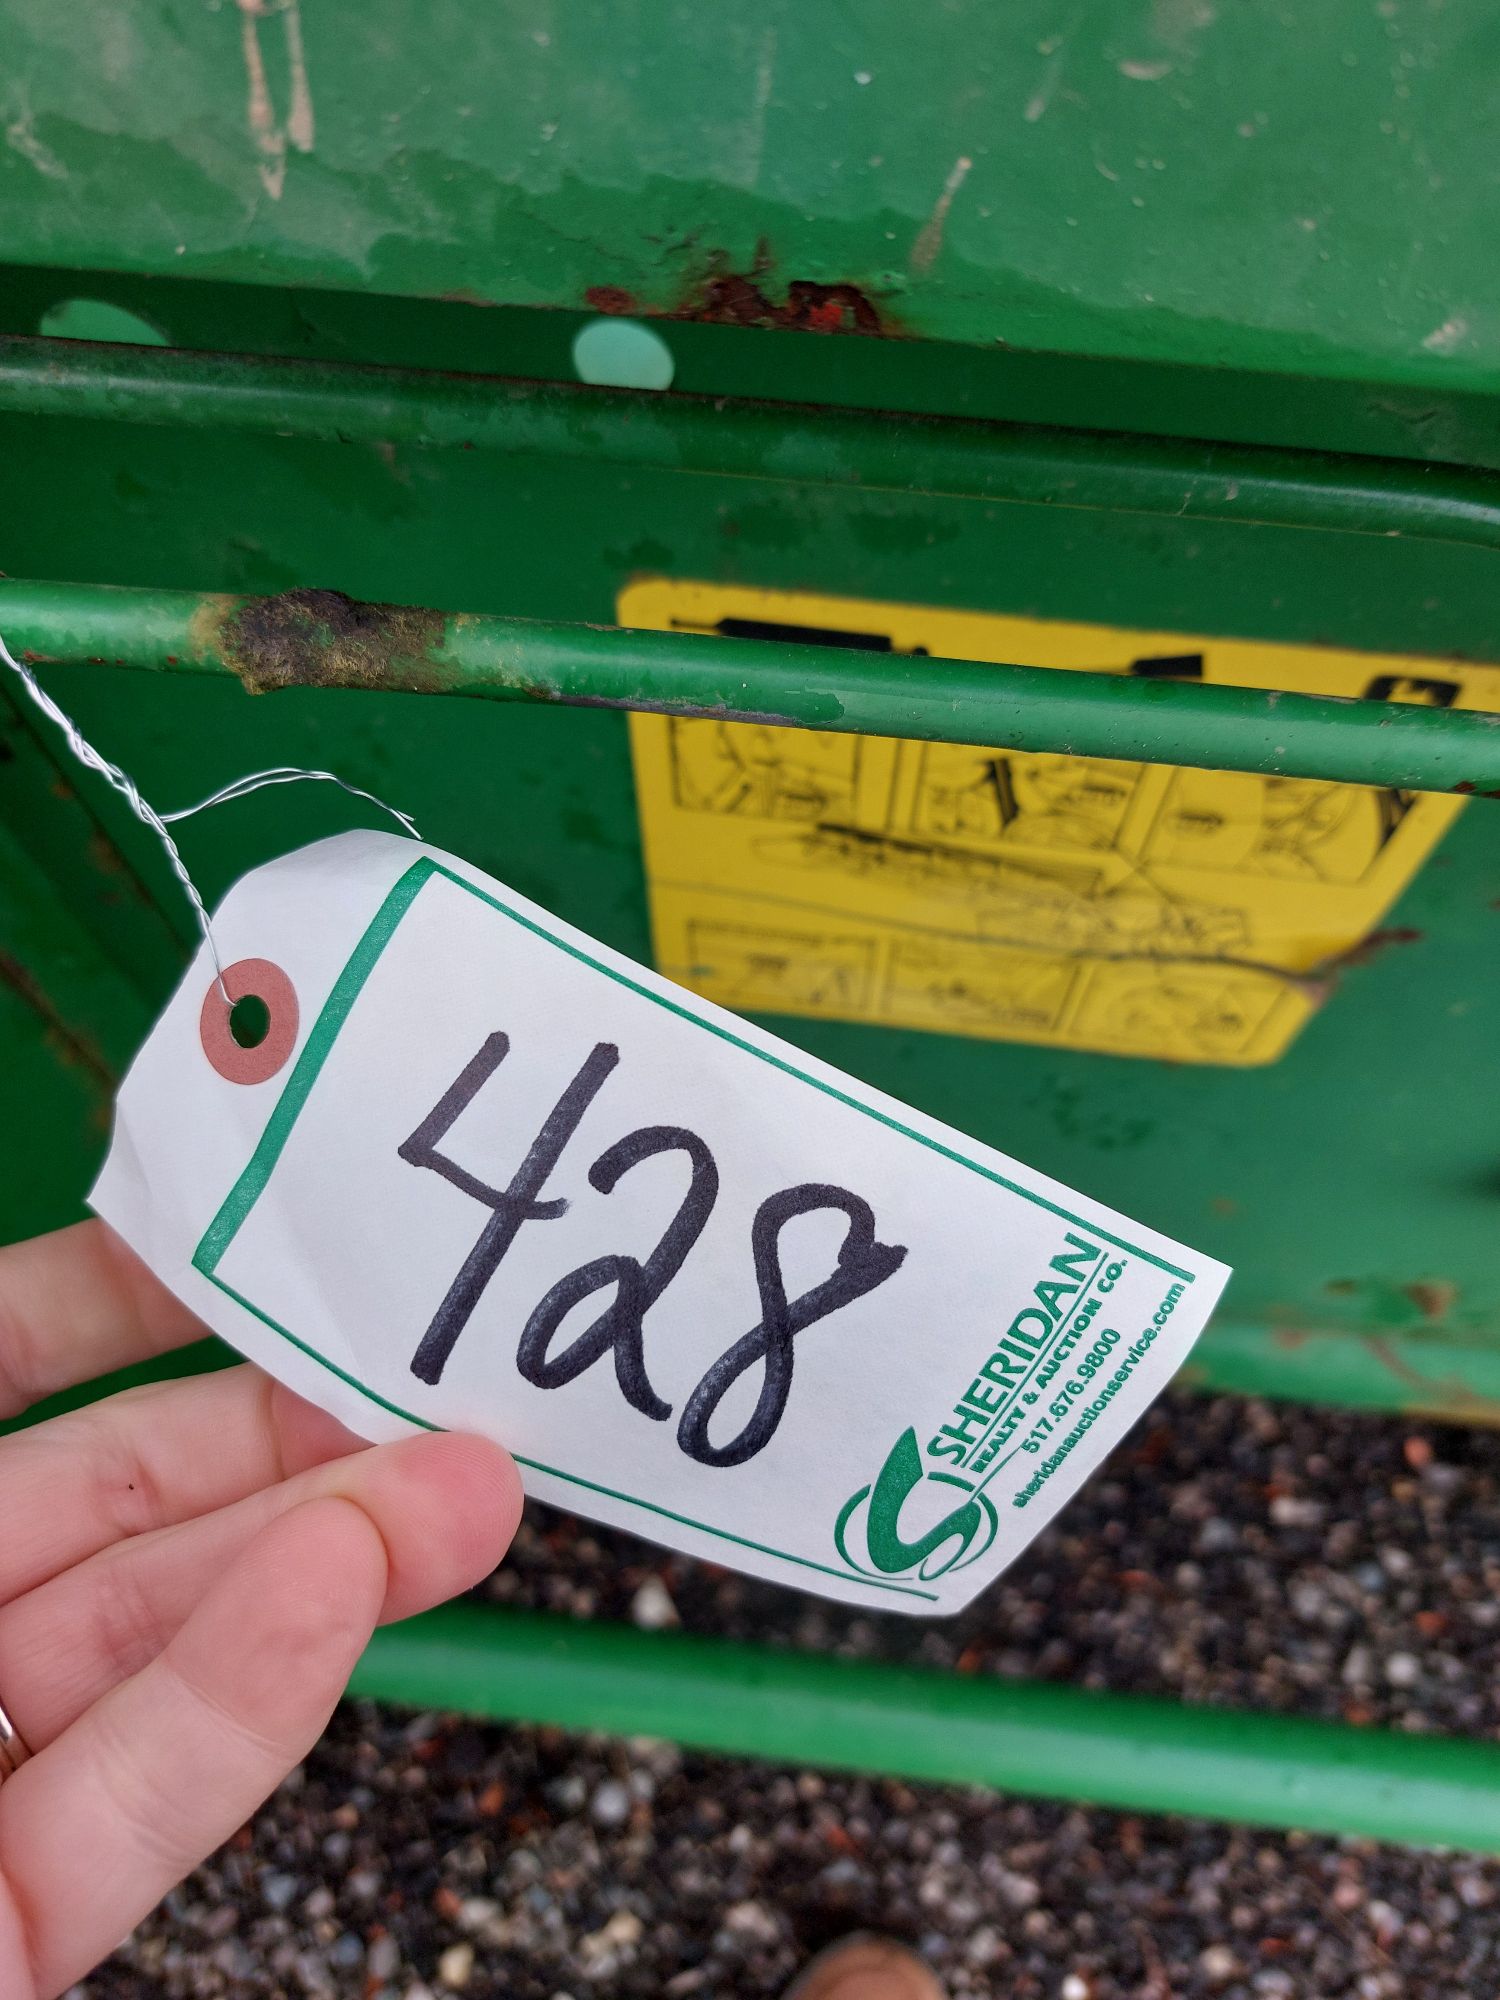 428
SHERIDAN
REALTY & AUCTION CO.
517.676.9800
sheridanauctionservice.com